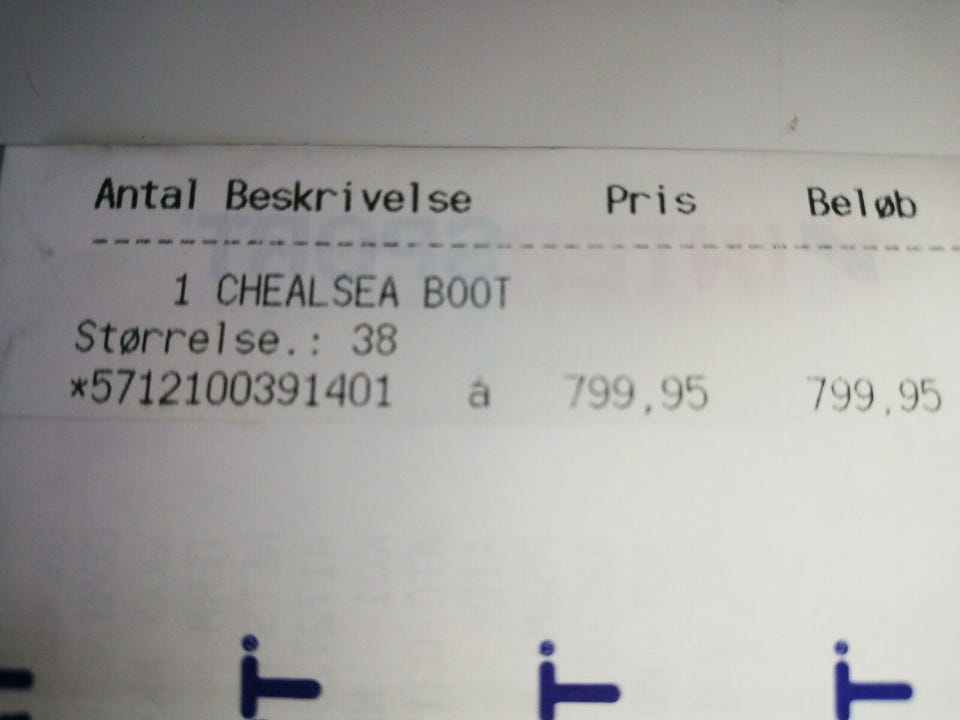 Antal Beskrivelse Pris Beløb
--------------------------------------------
1 CHEALSEA BOOT
Størrelse.: 38
*5712100391401 á 799,95 799,95